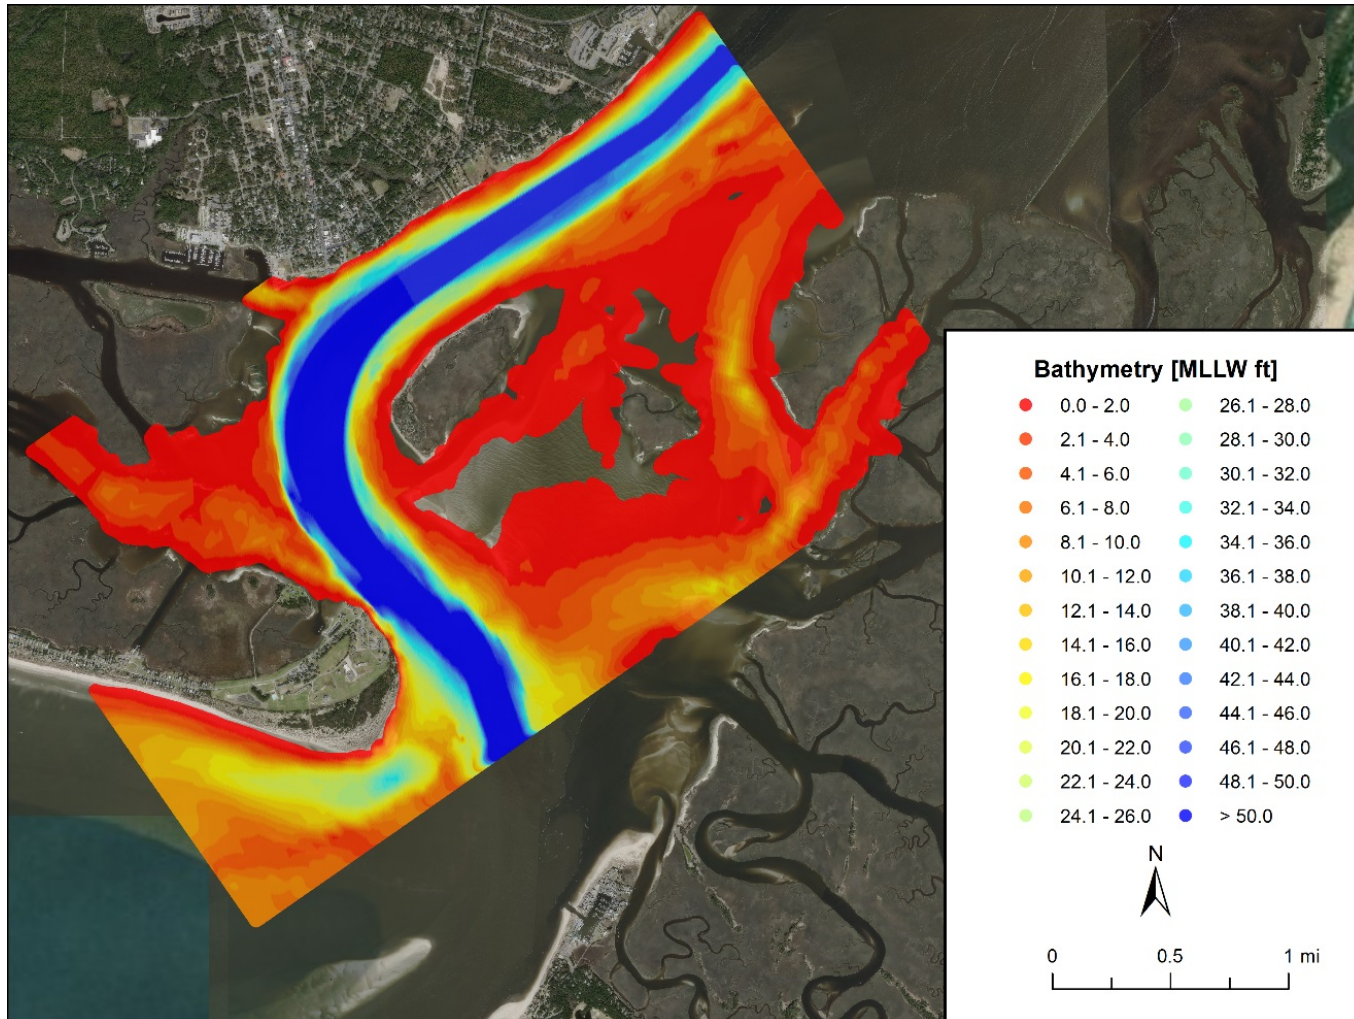 Bathymetry [MLLW ft]
0.0 - 2.0
2.1 - 4.0
4.1 - 6.0
6.1 - 8.0
8.1 - 10.0
10.1 - 12.0
12.1 - 14.0
14.1 - 16.0
16.1 - 18.0
18.1 - 20.0
20.1 - 22.0
22.1 - 24.0
24.1 - 26.0
26.1 - 28.0
28.1 - 30.0
30.1 - 32.0
32.1 - 34.0
34.1 - 36.0
36.1 - 38.0
38.1 - 40.0
40.1 - 42.0
42.1 - 44.0
44.1 - 46.0
46.1 - 48.0
48.1 - 50.0
> 50.0
N
0 0.5 1 mi